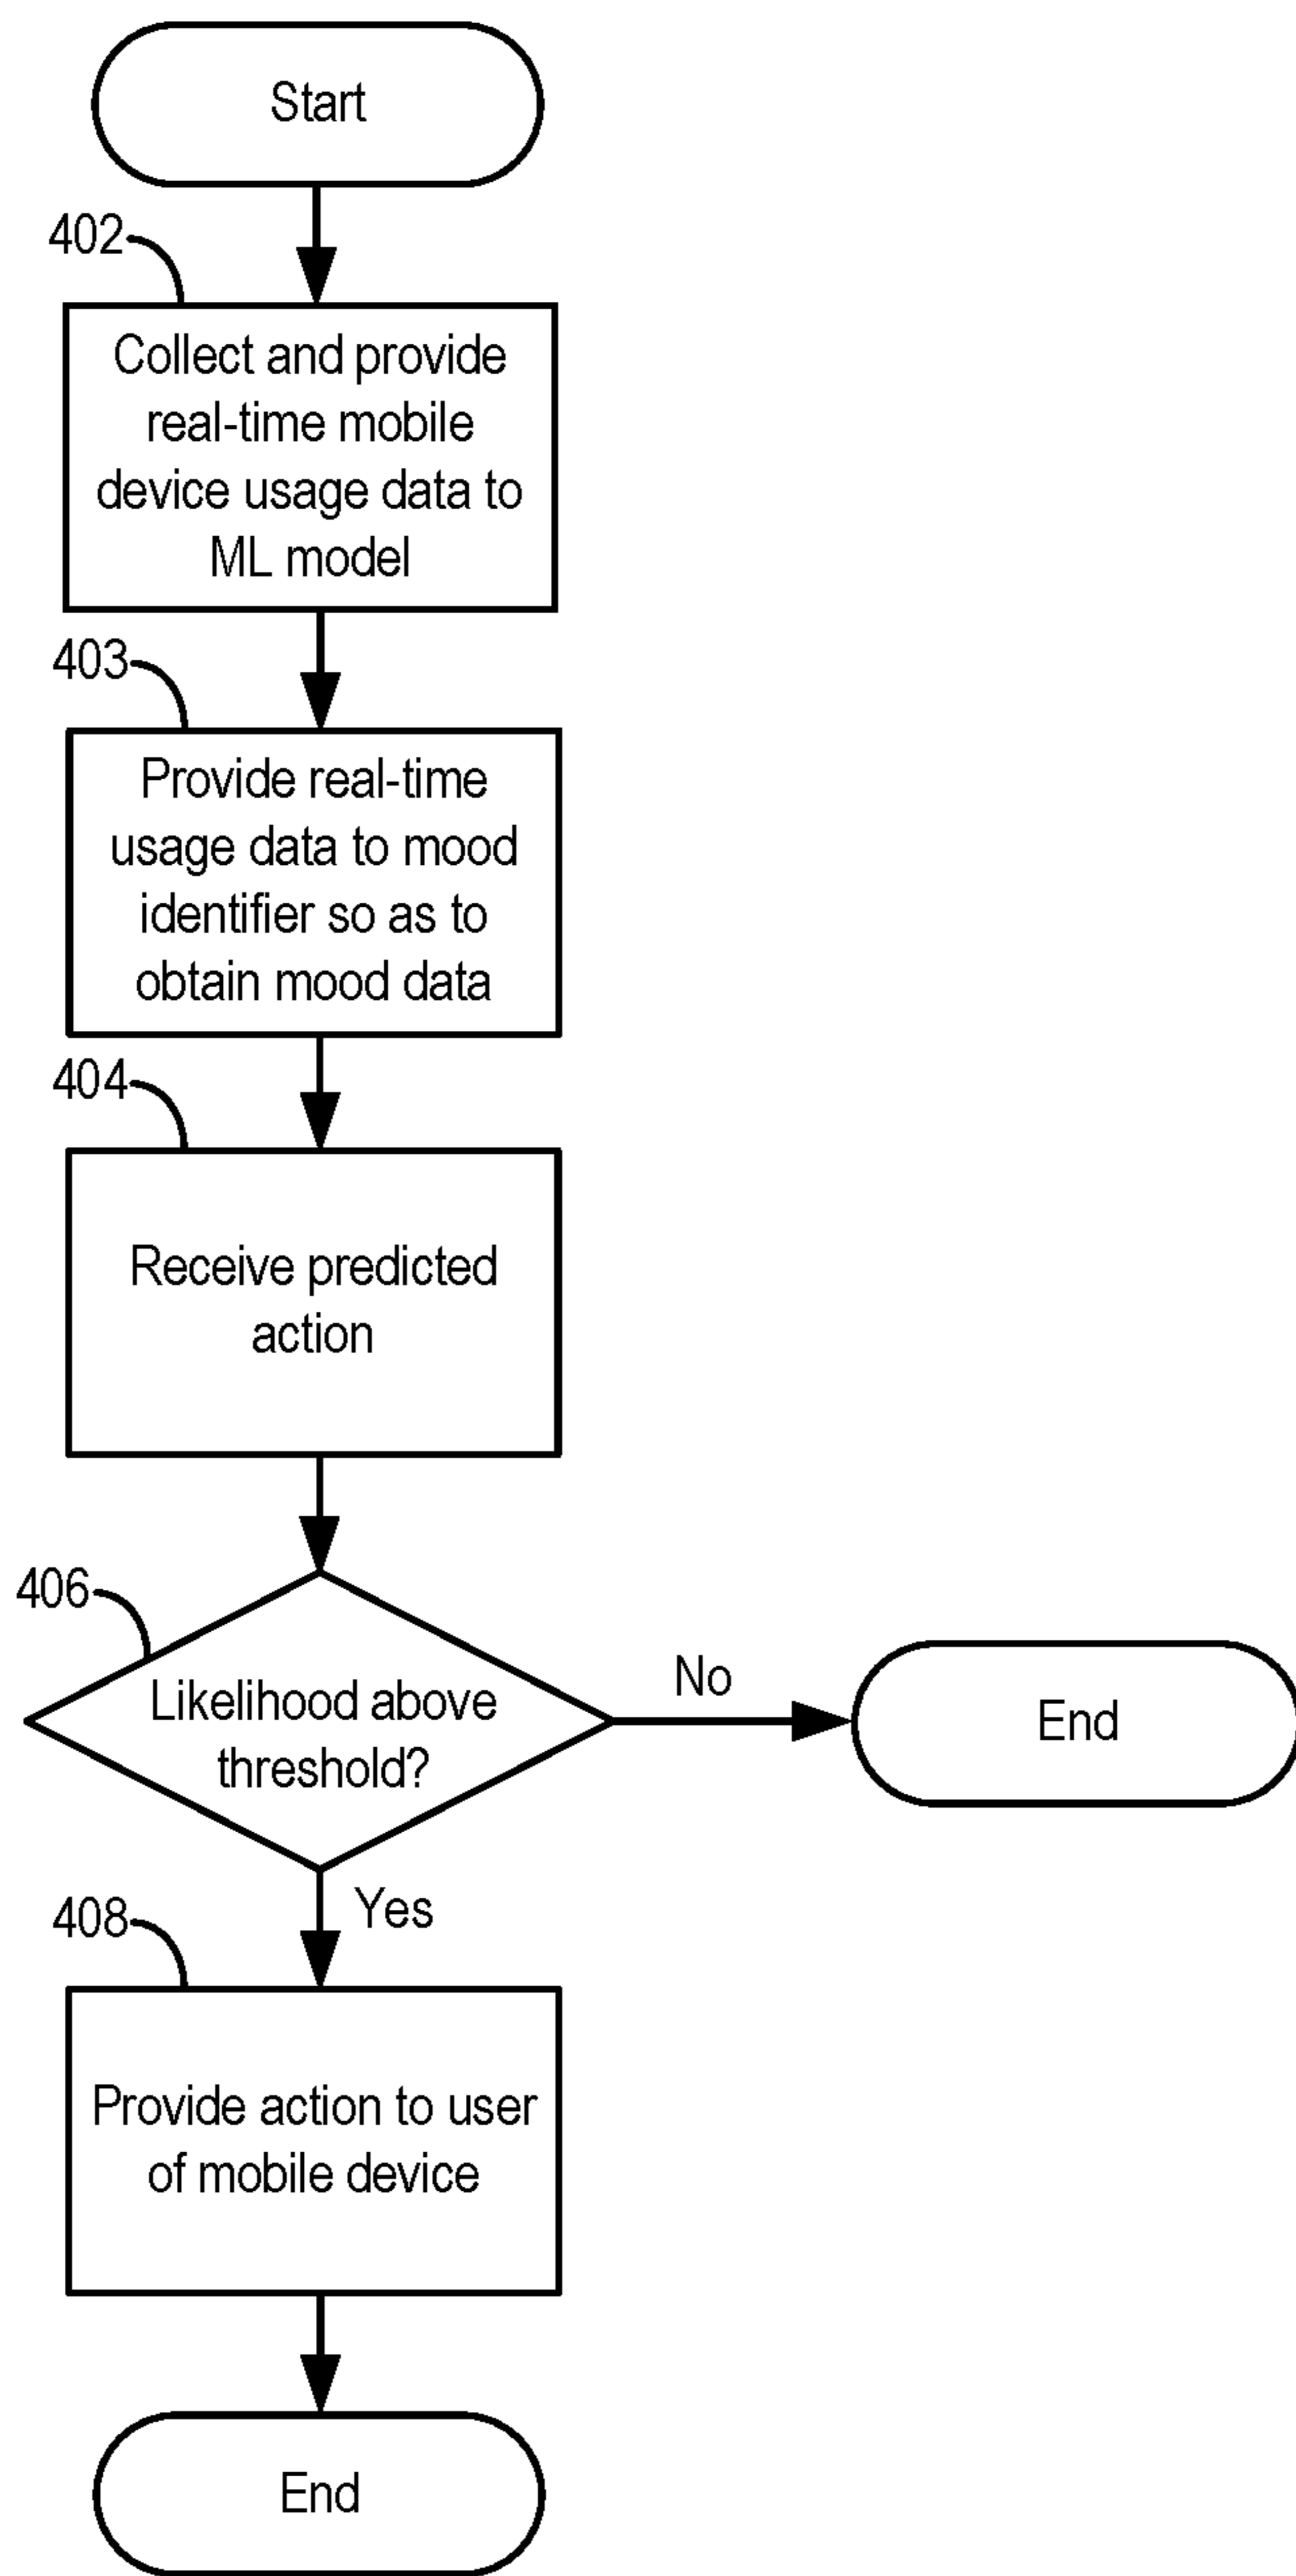 Start
402
Collect and provide
real-time mobile
device usage data to
ML model
403
Provide real-time
usage data to mood
identifier so as to
obtain mood data
404
Receive predicted
action
406
Likelihood above
threshold?
No
End
Yes
408
Provide action to user
of mobile device
End